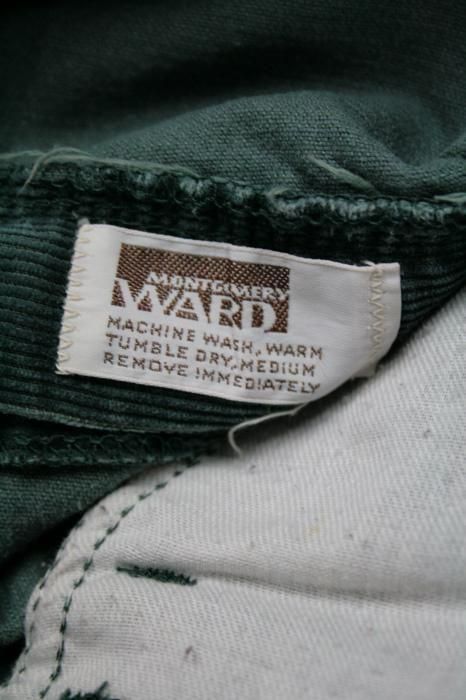 MONTGOMERY
WARD
MACHINE WASH, WARM
TUMBLE DRY, MEDIUM
REMOVE IMMEDIATELY